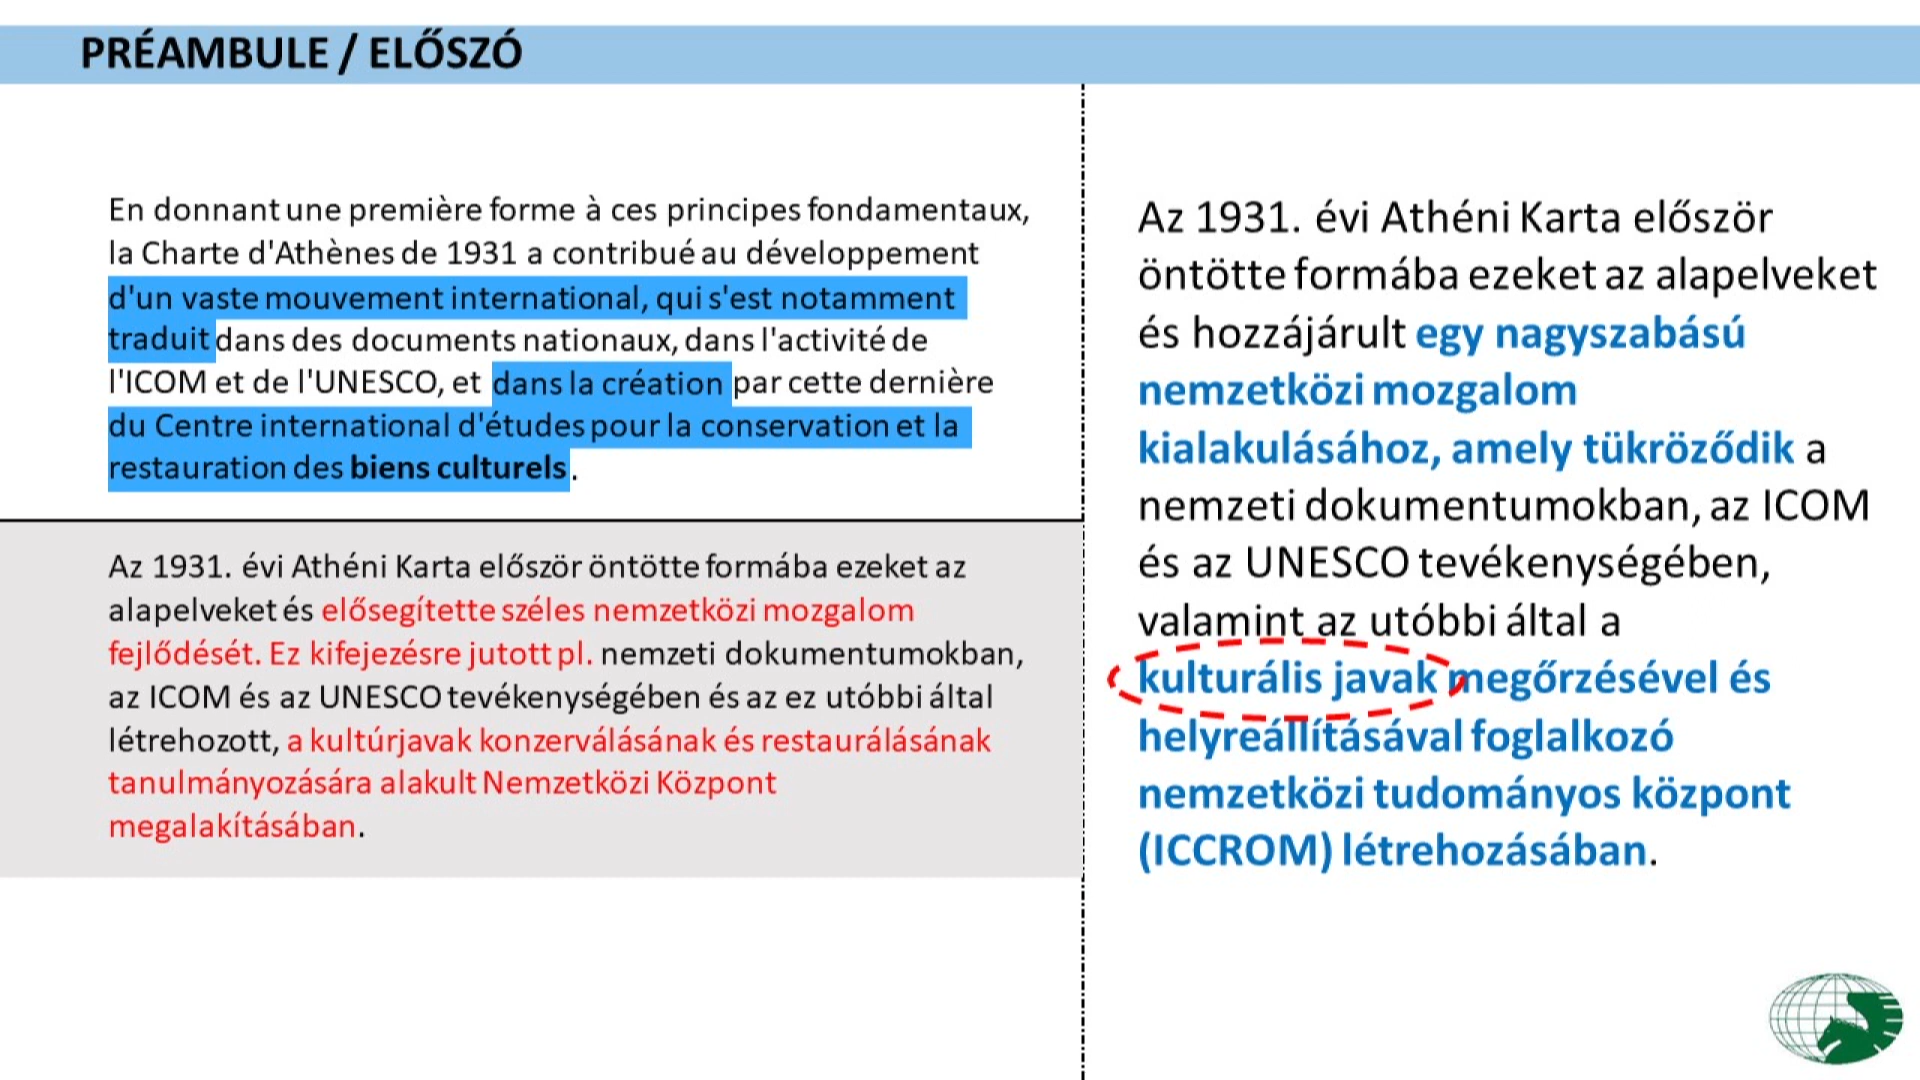 PRÉAMBULE / ELŐSZÓ
En donnant une première forme à ces principes fondamentaux,
la Charte d'Athènes de 1931 a contribué au développement
d'un vaste mouvement international, qui s'est notamment
traduit dans des documents nationaux, dans l'activité de
l'ICOM et de l'UNESCO, et dans la création par cette dernière
du Centre international d'études pour la conservation et la
restauration des biens culturels.
Az 1931. évi Athéni Karta először öntötte formába ezeket az
alapelveket és elősegítette széles nemzetközi mozgalom
fejlődését. Ez kifejezésre jutott pl. nemzeti dokumentumokban,
az ICOM és az UNESCO tevékenységében és az ez utóbbi által
létrehozott, a kultúrjavak konzerválásának és restaurálásának
tanulmányozására alakult Nemzetközi Központ
megalakításában.
Az 1931. évi Athéni Karta először
öntötte formába ezeket az alapelveket
és hozzájárult egy nagyszabású
nemzetközi mozgalom
kialakulásához, amely tükröződik a
nemzeti dokumentumokban, az ICOM
és az UNESCO tevékenységében,
valamint az utóbbi által a
kulturális javak megőrzésével és
helyreállításával foglalkozó
nemzetközi tudományos központ
(ICCROM) létrehozásában.